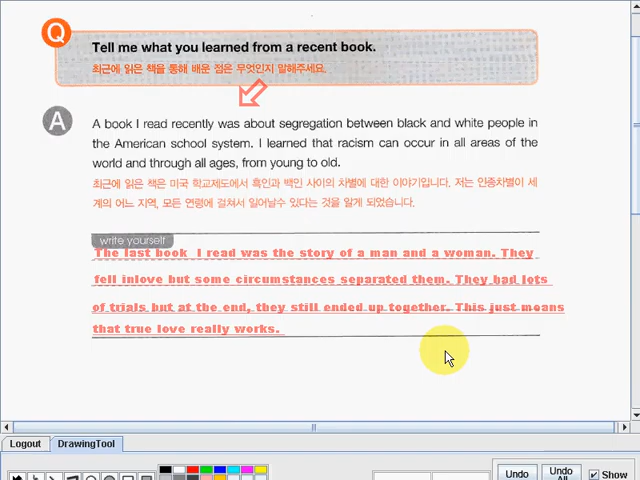 Q
Tell me what you learned from a recent book.
최근에 읽은 책을 통해 배운 점은 무엇인지 말해주세요.
A
A book I read recently was about segregation between black and white people in
the American school system. I learned that racism can occur in all areas of the
world and through all ages, from young to old.
최근에 읽은 책은 미국 학교제도에서 흑인과 백인 사이의 차별에 대한 이야기입니다. 저는 인종차별이 세
계의 어느 지역, 모든 연령에 걸쳐서 일어날수 있다는 것을 알게 되었습니다.
write yourself
The last book I read was the story of a man and a woman. They
fell inlove but some circumstances separated them. They had lots
of trials but at the end, they still ended up together. This just means
that true love really works.
Logout
DrawingTool
Undo
Undo
All
Show